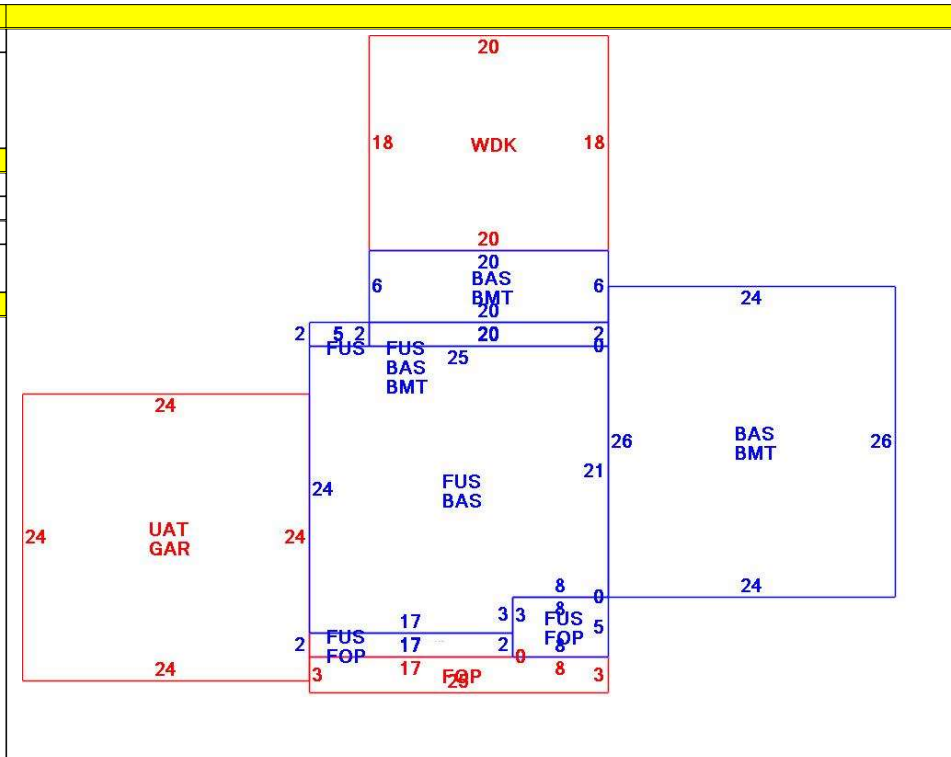 20
18 WDK 18
20
20
6 BAS 6
BMT
24
20
2 5 2 20 2
FUS FUS 0
25
BAS
BMT
24
BAS
26 26
BMT
21
FUS
24
BAS
UAT
24 24
GAR
8 0
24
3 3 8
17 FUS 5
FUS FOP
2 17 2 8
FOP 0
24 17 8
3 FOP 3
25